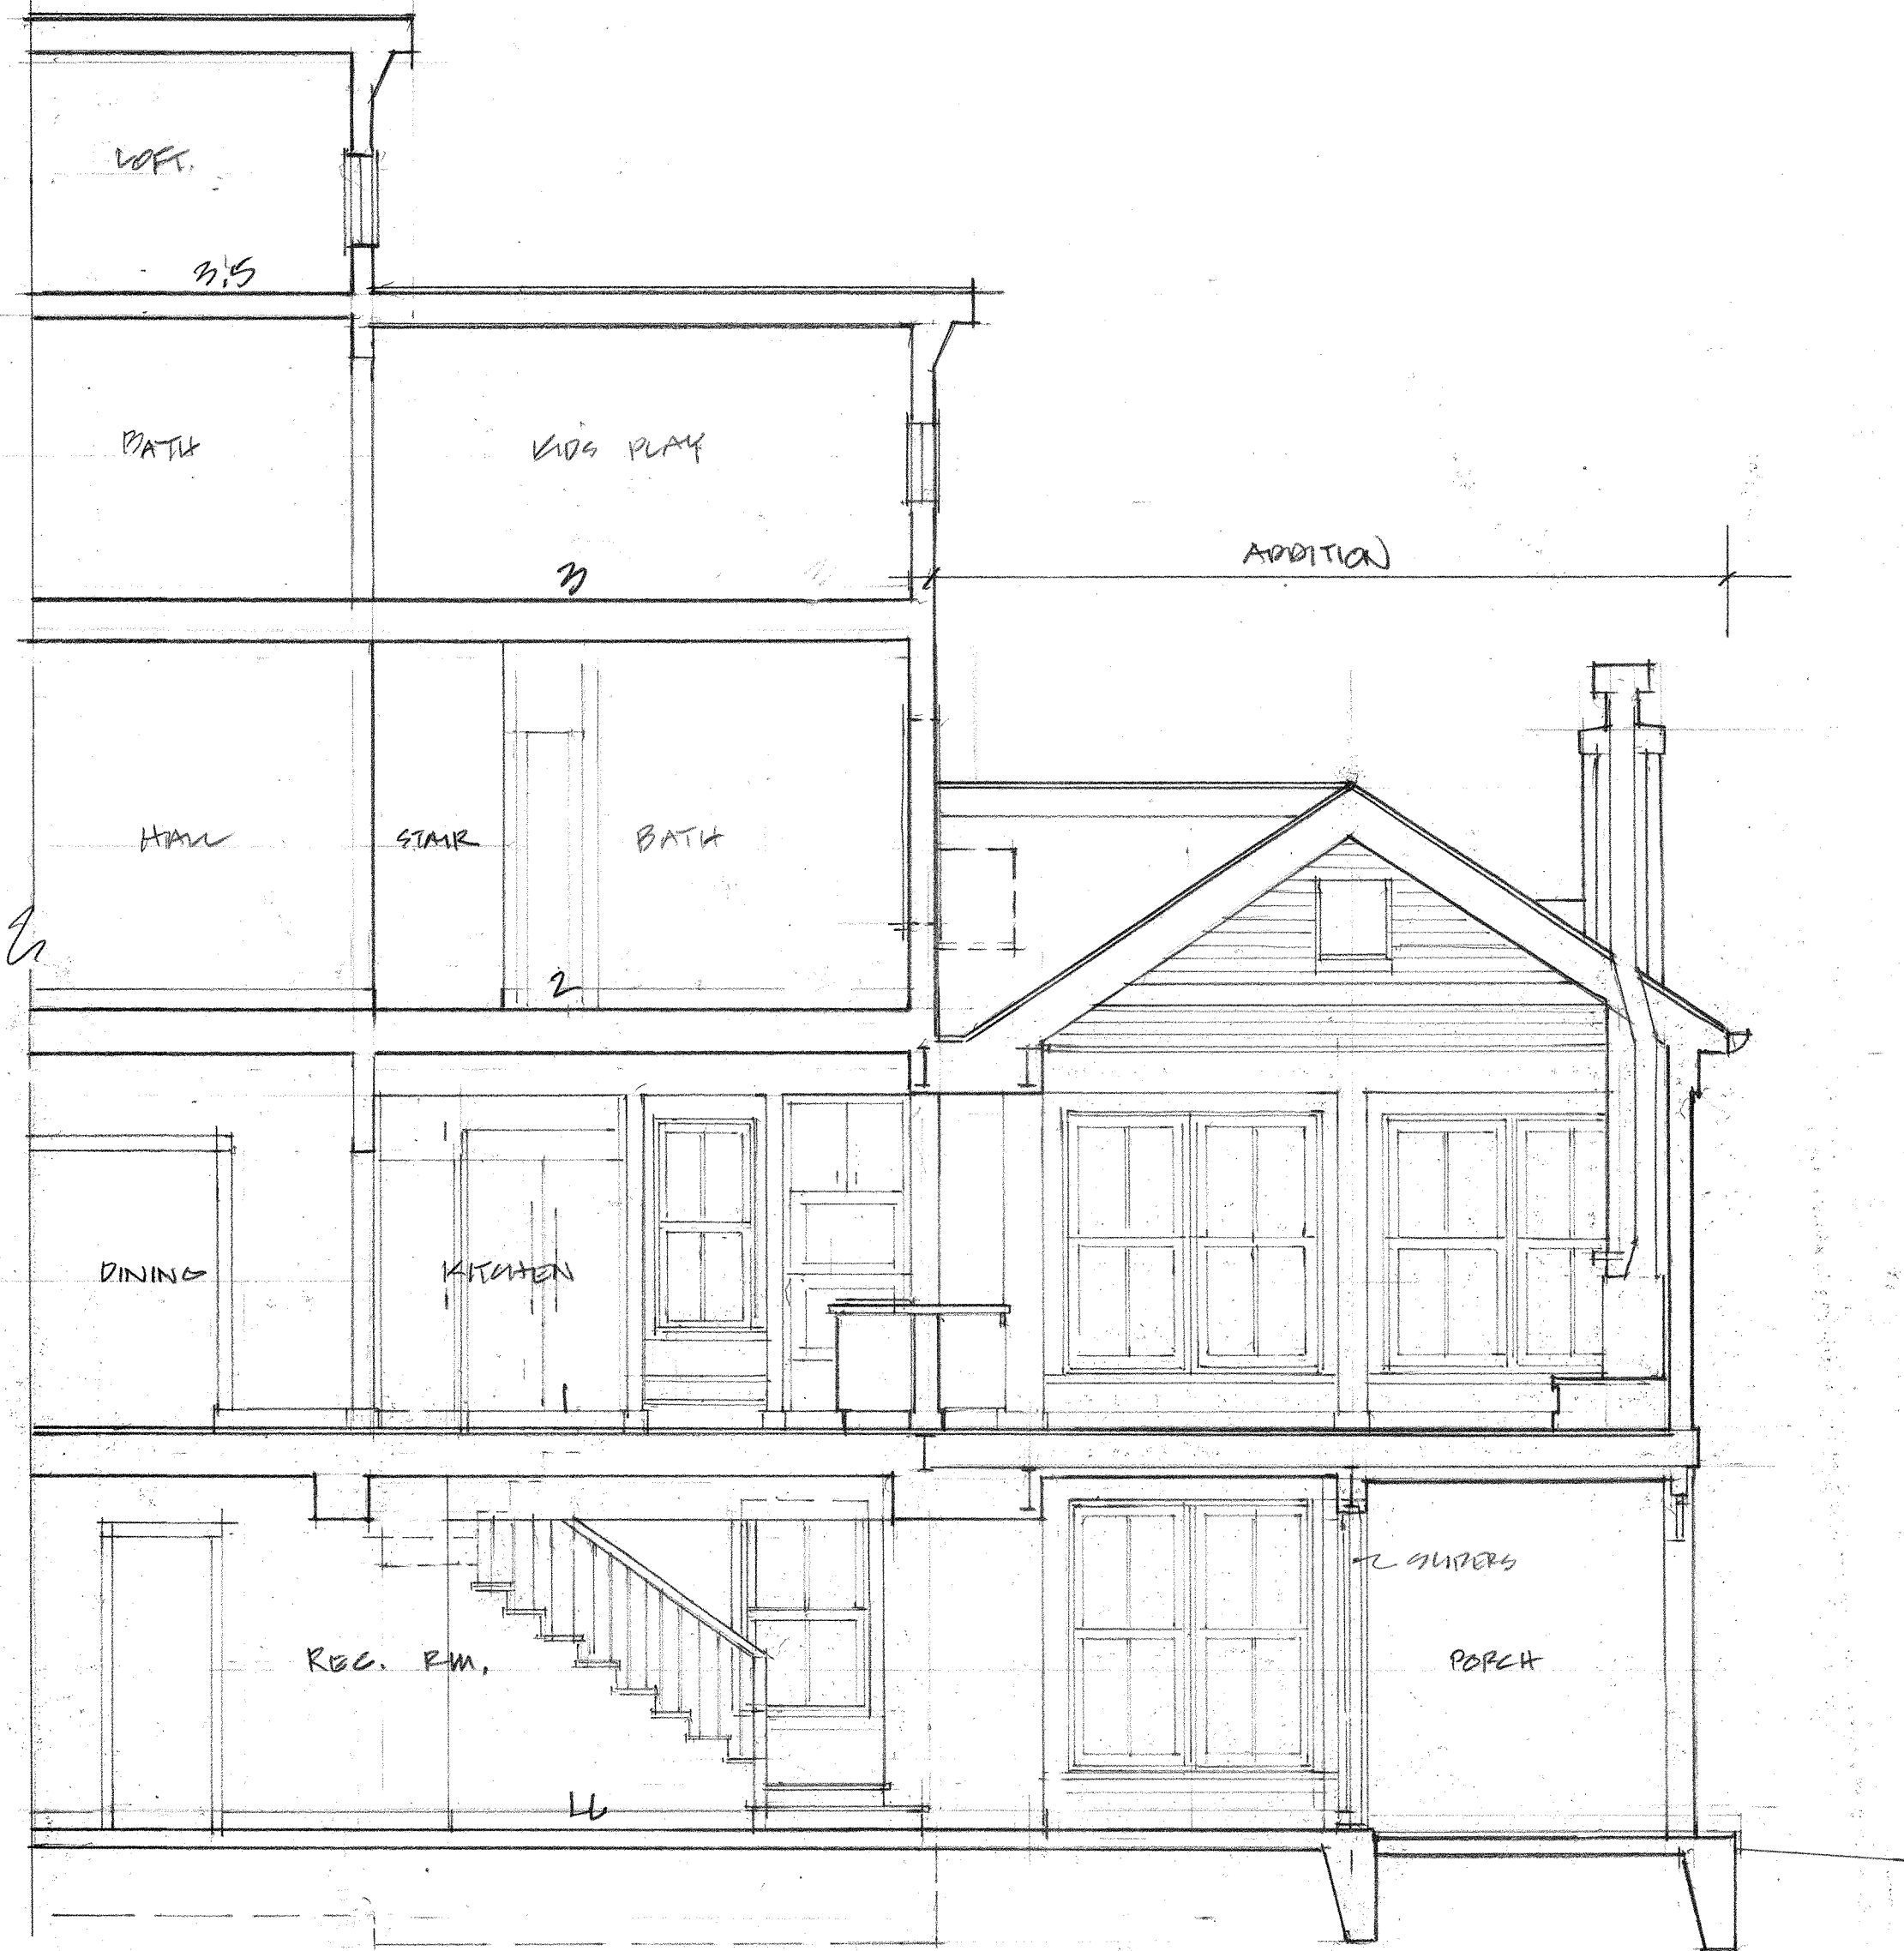 LOFT.
3.5
BATH
KIDS PLAY
3
ADDITION
HALL
STAIR
BATH
2
DINING
KITCHEN
1
SLIDERS
REC. RM.
PORCH
LL